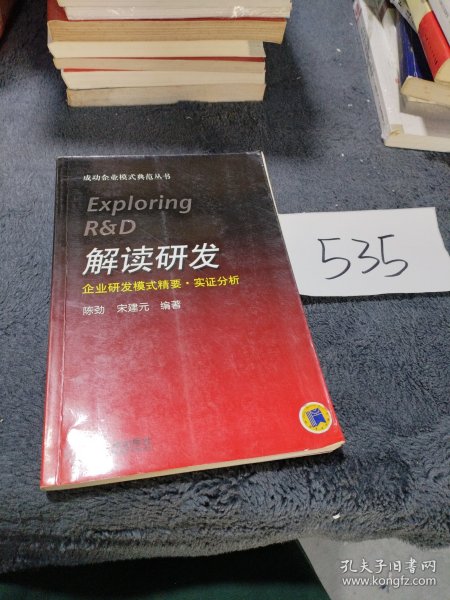 成功企业模式典范丛书
Exploring
R&D
解读研发
企业研发模式精要·实证分析
陈劲 宋建元 编著
535
孔夫子旧书网
www.kongfz.com